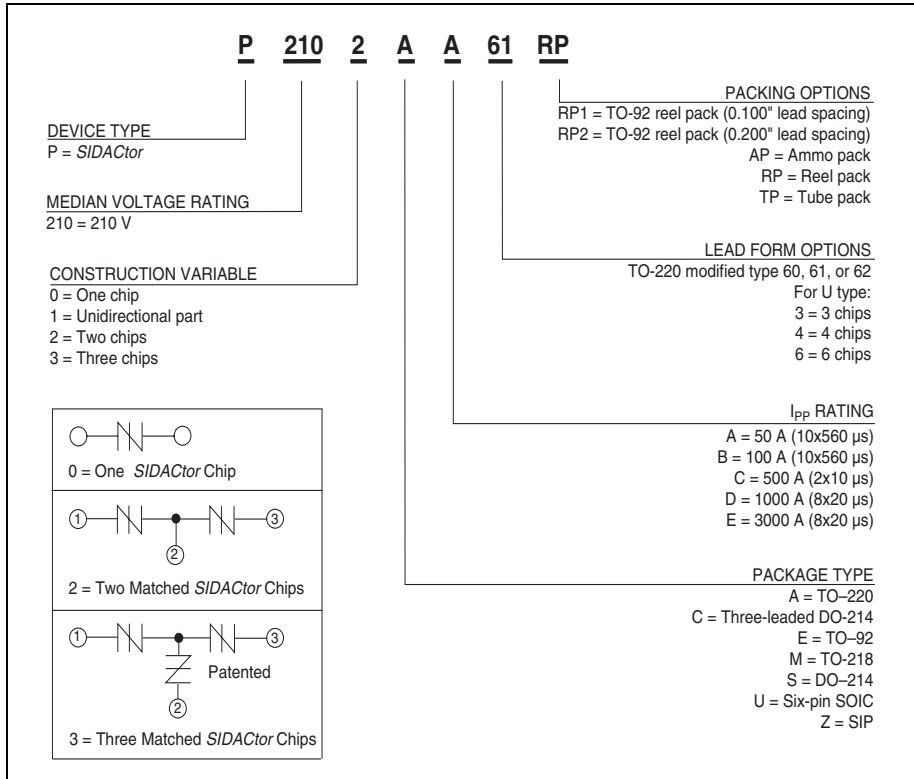 P 210 2 A A 61 RP
DEVICE TYPE
P = SIDACtor
MEDIAN VOLTAGE RATING
210 = 210 V
CONSTRUCTION VARIABLE
0 = One chip
1 = Unidirectional part
2 = Two chips
3 = Three chips
PACKING OPTIONS
RP1 = TO-92 reel pack (0.100" lead spacing)
RP2 = TO-92 reel pack (0.200" lead spacing)
AP = Ammo pack
RP = Reel pack
TP = Tube pack
LEAD FORM OPTIONS
TO-220 modified type 60, 61, or 62
For U type:
3 = 3 chips
4 = 4 chips
6 = 6 chips
IPP RATING
A = 50 A (10x560 µs)
B = 100 A (10x560 µs)
C = 500 A (2x10 µs)
D = 1000 A (8x20 µs)
E = 3000 A (8x20 µs)
PACKAGE TYPE
A = TO–220
C = Three-leaded DO-214
E = TO–92
M = TO-218
S = DO–214
U = Six-pin SOIC
Z = SIP
0 = One SIDACtor Chip
1 3
2
2 = Two Matched SIDACtor Chips
1 3
Patented
2
3 = Three Matched SIDACtor Chips